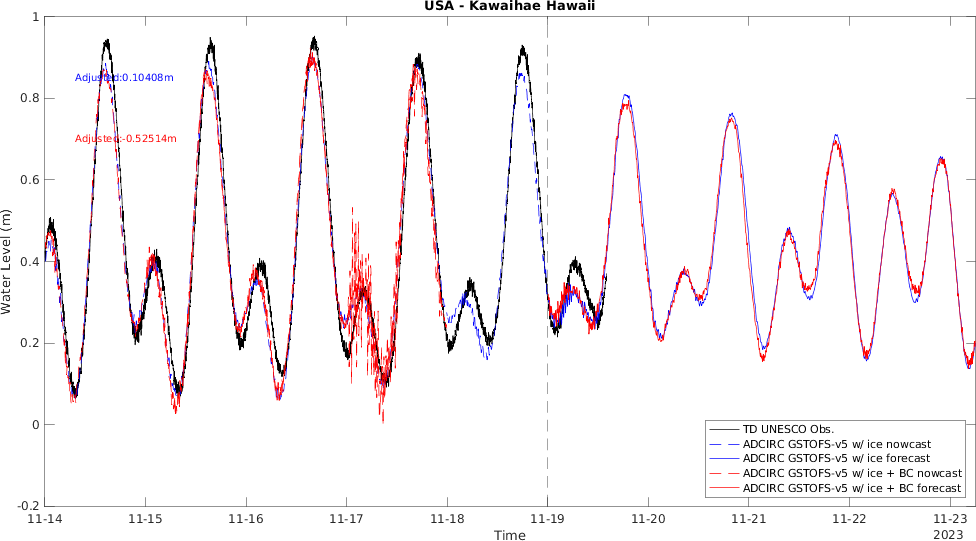 USA - Kawaihae Hawaii
1
0.8
0.6
0.4
0.2
0
-0.2
Water Level (m)
Adjusted:0.10408m
Adjusted:-0.52514m
TD UNESCO Obs.
ADCIRC GSTOFS-v5 w/ ice nowcast
ADCIRC GSTOFS-v5 w/ ice forecast
ADCIRC GSTOFS-v5 w/ ice + BC nowcast
ADCIRC GSTOFS-v5 w/ ice + BC forecast
11-14 11-15 11-16 11-17 11-18 11-19 11-20 11-21 11-22 11-23
2023
Time